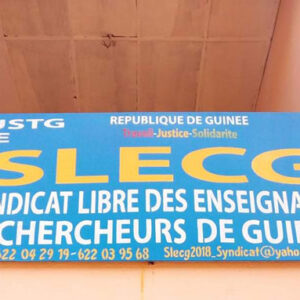 USTG REPUBLIQUE DE GUINEE
E Travail-Justice-Solidarite
SLECG
NDICAT LIBRE DES ENSEIGNA
CHERCHEURS DE GUI
622 04 29 19-622 03 95 68 Slecg2018_Syndicat@yaho